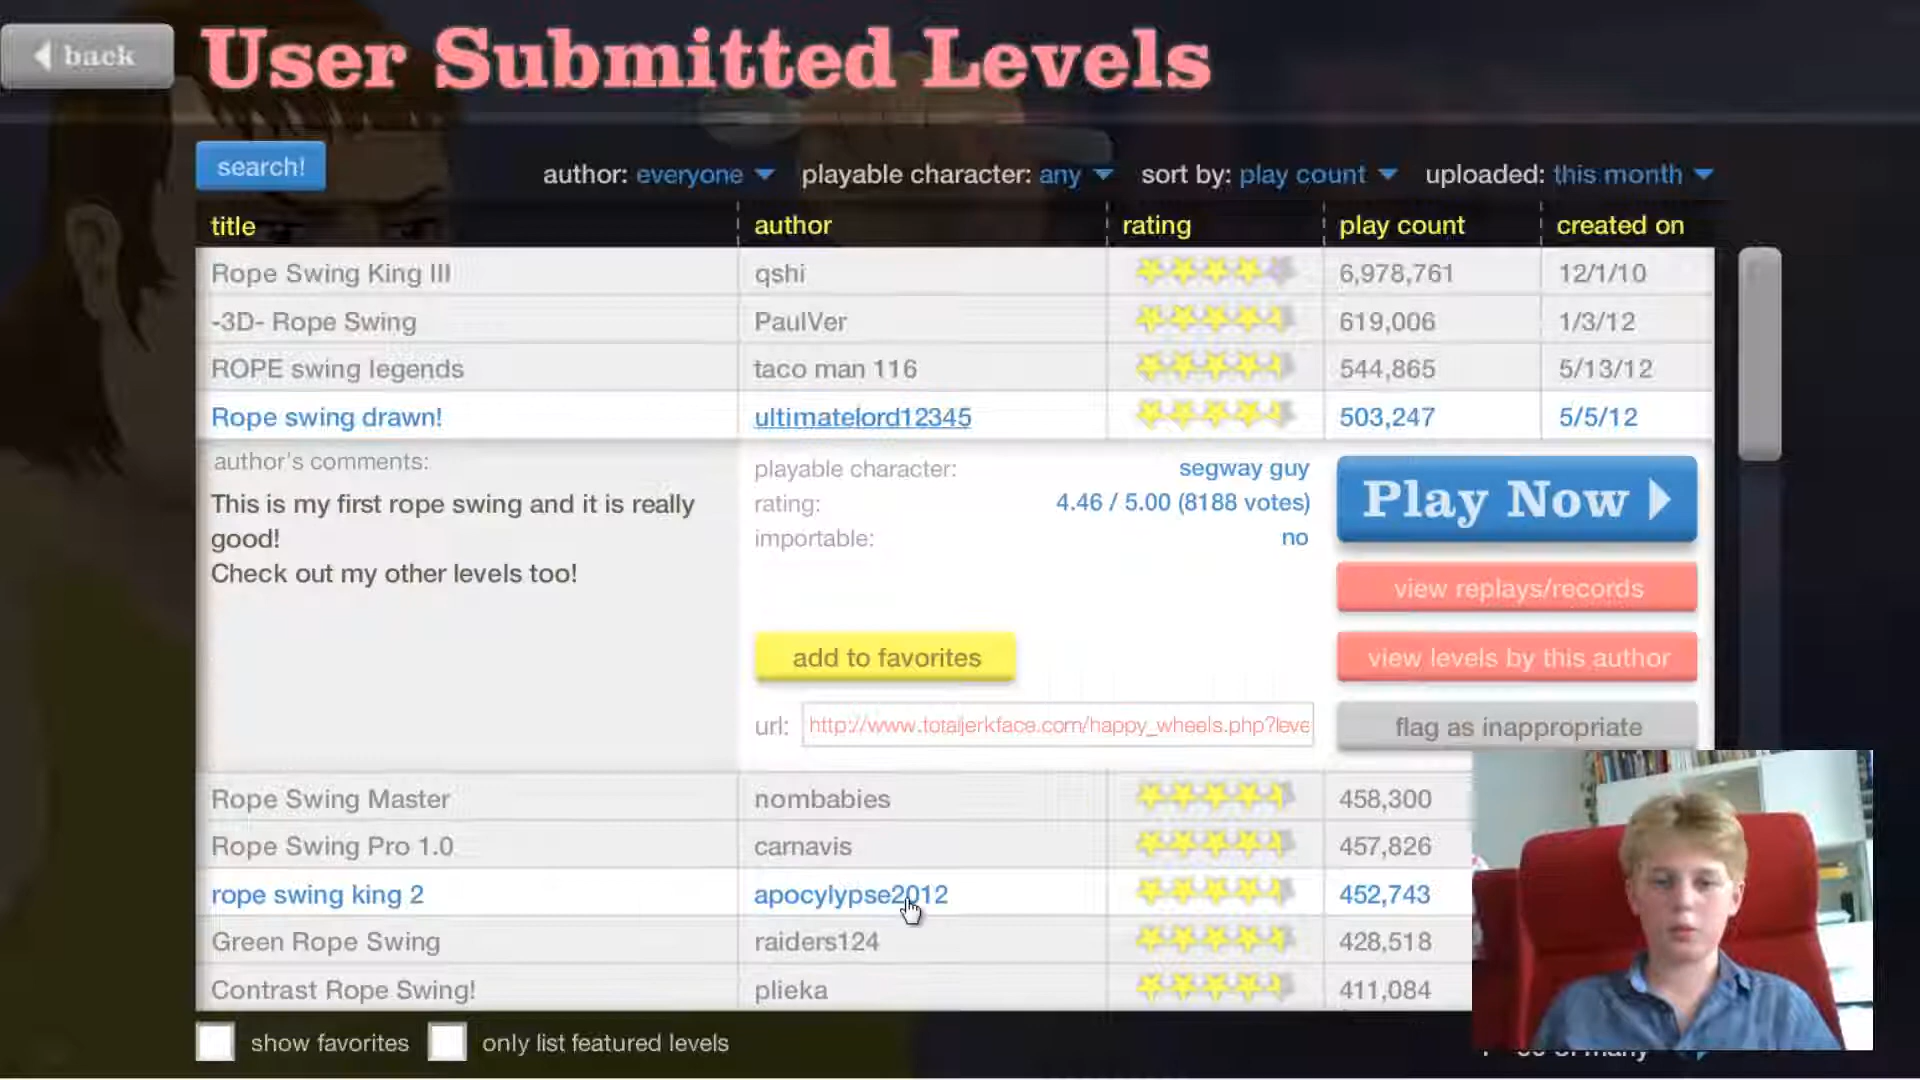 back
User Submitted Levels
search!
author: everyone playable character: any sort by: play count uploaded: this month
title author rating play count created on
Rope Swing King III qshi 6,978,761 12/1/10
-3D- Rope Swing PaulVer 619,006 1/3/12
ROPE swing legends taco man 116 544,865 5/13/12
Rope swing drawn! ultimatelord12345 503,247 5/5/12
author's comments:
This is my first rope swing and it is really
good!
Check out my other levels too!
playable character: segway guy
rating: 4.46 / 5.00 (8188 votes)
importable: no
add to favorites
url: http://www.totaljerkface.com/happy_wheels.php?leve
Play Now
view replays/records
view levels by this author
flag as inappropriate
Rope Swing Master nombabies 458,300
Rope Swing Pro 1.0 carnavis 457,826
rope swing king 2 apocylypse2012 452,743
Green Rope Swing raiders124 428,518
Contrast Rope Swing! plieka 411,084
show favorites only list featured levels